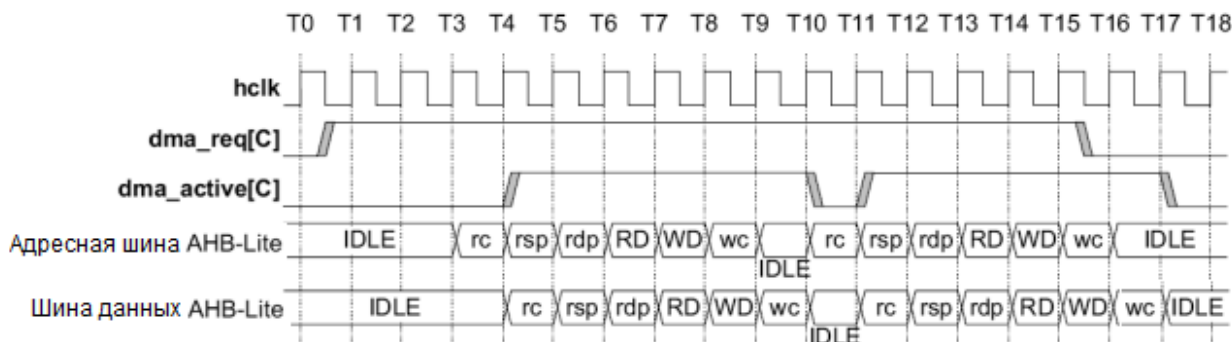 T0 T1 T2 T3 T4 T5 T6 T7 T8 T9 T10 T11 T12 T13 T14 T15 T16 T17 T18
hclk
dma_req[C]
dma_active[C]
Адресная шина AHB-Lite IDLE rc rsp rdp RD WD wc IDLE rc rsp rdp RD WD wc IDLE
Шина данных AHB-Lite IDLE rc rsp rdp RD WD wc IDLE rc rsp rdp RD WD wc IDLE